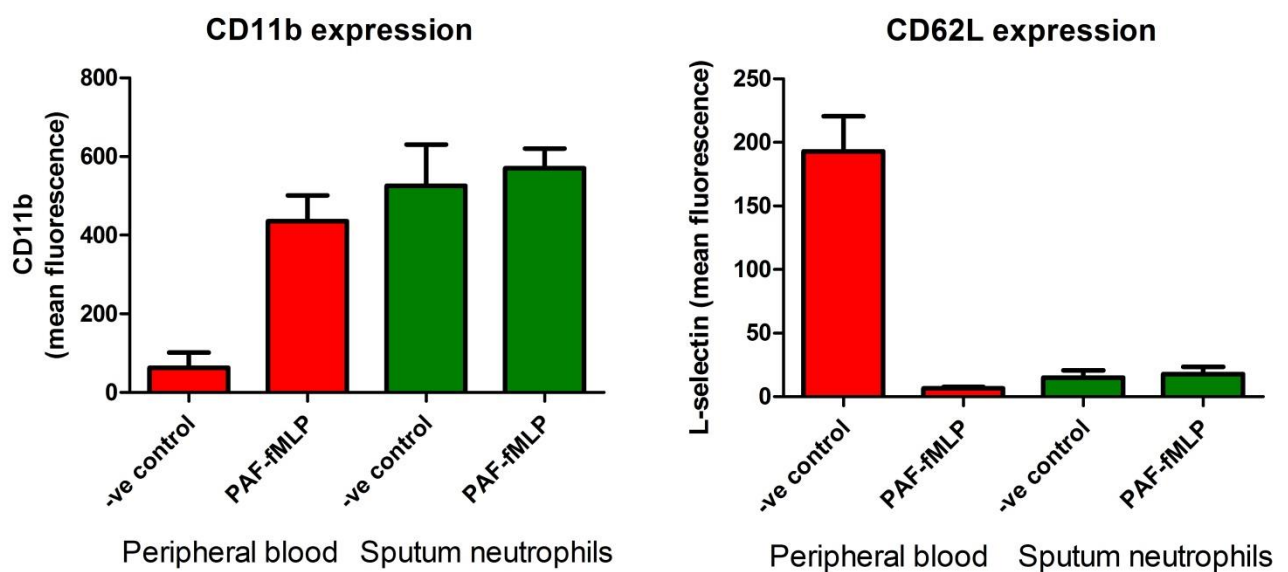 CD11b expression
CD11b
(mean fluorescence)
800
600
400
200
0
-ve control
PAF-fMLP
-ve control
PAF-fMLP
Peripheral blood
Sputum neutrophils
CD62L expression
L-selectin (mean fluorescence)
250
200
150
100
50
0
-ve control
PAF-fMLP
-ve control
PAF-fMLP
Peripheral blood
Sputum neutrophils